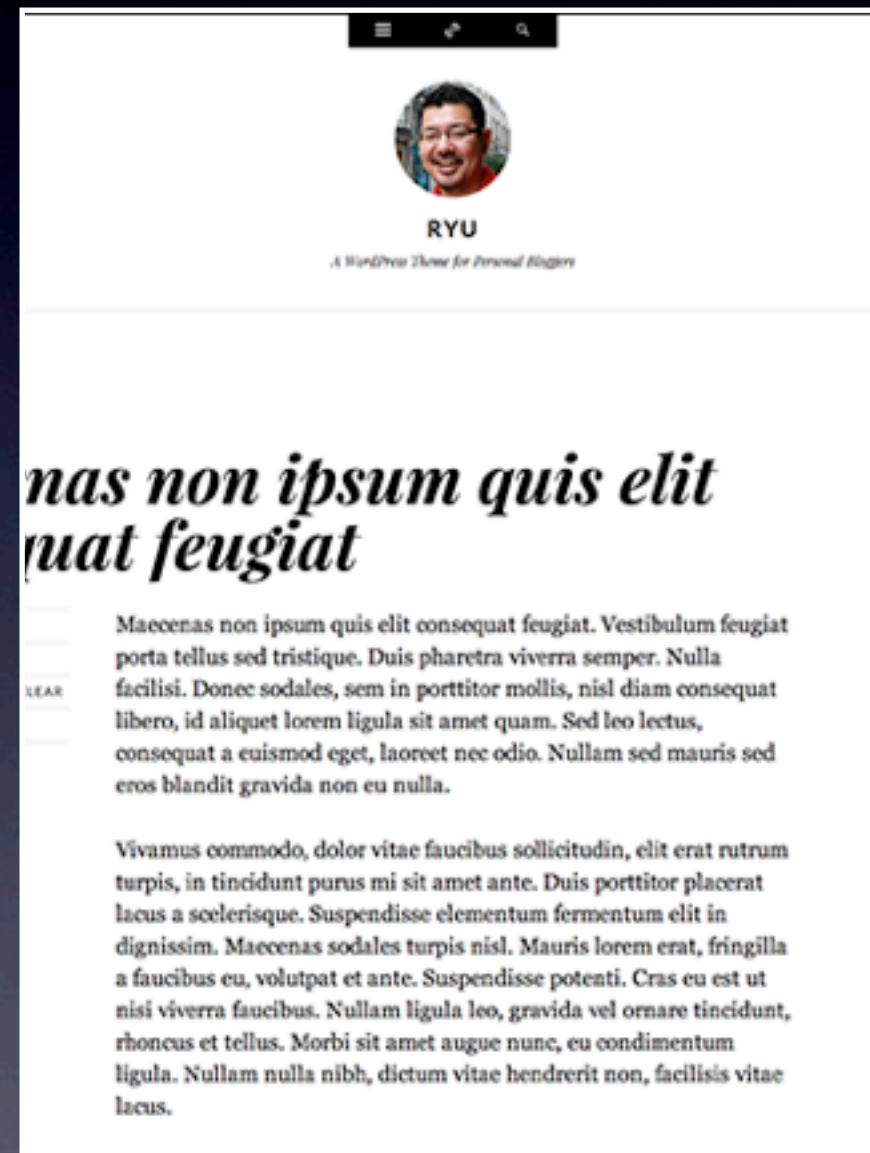 RYU
A WordPress Theme for Personal Bloggers
nas non ipsum quis elit
quat feugiat
Maecenas non ipsum quis elit consequat feugiat. Vestibulum feugiat
porta tellus sed tristique. Duis pharetra viverra semper. Nulla
LEAR
facilisi. Donec sodales, sem in porttitor mollis, nisl diam consequat
libero, id aliquet lorem ligula sit amet quam. Sed leo lectus,
consequat a euismod eget, laoreet nec odio. Nullam sed mauris sed
eros blandit gravida non eu nulla.
Vivamus commodo, dolor vitae faucibus sollicitudin, elit erat rutrum
turpis, in tincidunt purus mi sit amet ante. Duis porttitor placerat
lacus a scelerisque. Suspendisse elementum fermentum elit in
dignissim. Maecenas sodales turpis nisl. Mauris lorem erat, fringilla
a faucibus eu, volutpat et ante. Suspendisse potenti. Cras eu est ut
nisi viverra faucibus. Nullam ligula leo, gravida vel ornare tincidunt,
rhoncus et tellus. Morbi sit amet augue nunc, eu condimentum
ligula. Nullam nulla nibh, dictum vitae hendrerit non, facilisis vitae
lacus.